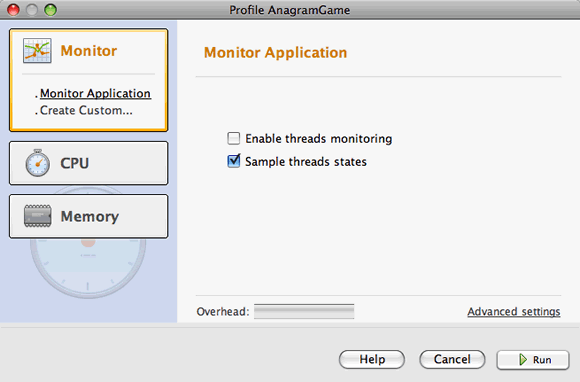 Profile AnagramGame
Monitor
. Monitor Application
. Create Custom...
CPU
Memory
Monitor Application
Enable threads monitoring
Sample threads states
Overhead:
Advanced settings
Help
Cancel
Run